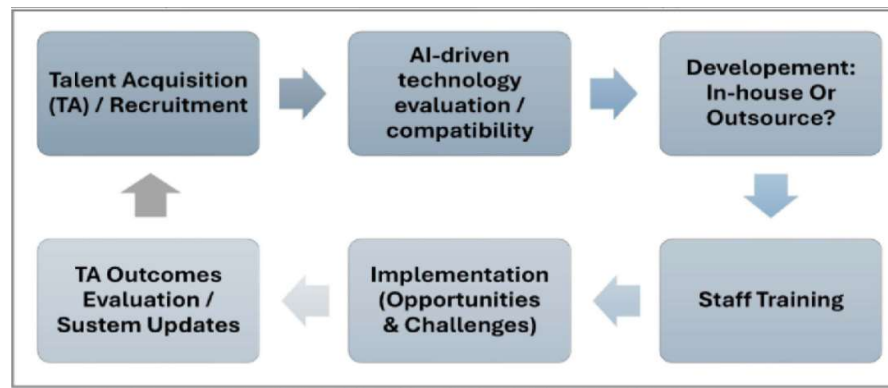 Talent Acquisition
(TA) / Recruitment
AI-driven
technology
evaluation /
compatibility
Developement:
In-house Or
Outsource?
Staff Training
Implementation
(Opportunities
& Challenges)
TA Outcomes
Evaluation /
Sustem Updates